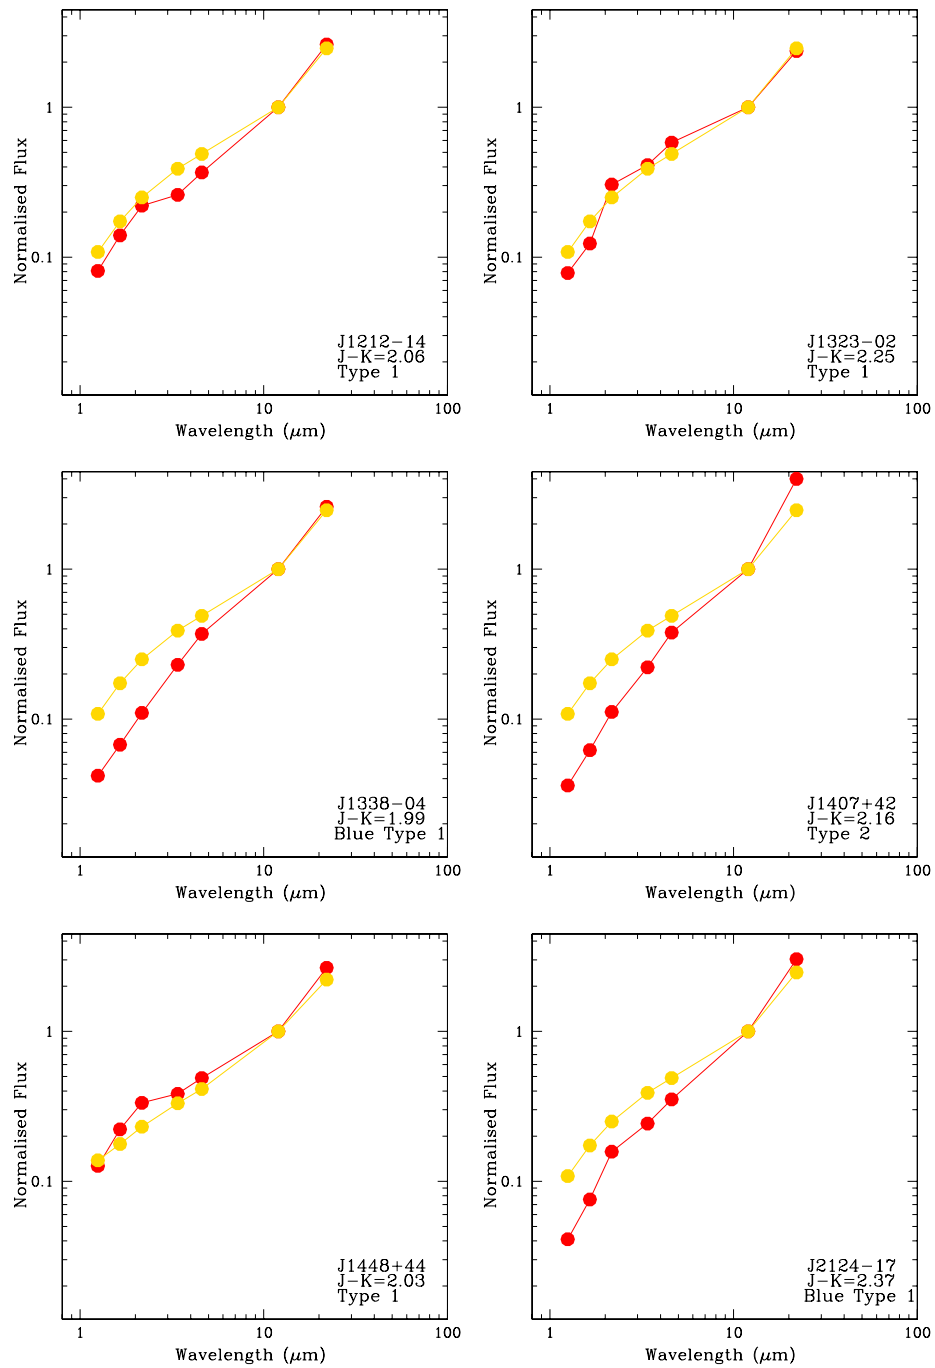 Normalised Flux
1
0.1
J1212−14
J−K=2.06
Type 1
1 10 100
Wavelength (μm)
Normalised Flux
1
0.1
J1323−02
J−K=2.25
Type 1
1 10 100
Wavelength (μm)
Normalised Flux
1
0.1
J1338−04
J−K=1.99
Blue Type 1
1 10 100
Wavelength (μm)
Normalised Flux
1
0.1
J1407+42
J−K=2.16
Type 2
1 10 100
Wavelength (μm)
Normalised Flux
1
0.1
J1448+44
J−K=2.03
Type 1
1 10 100
Wavelength (μm)
Normalised Flux
1
0.1
J2124−17
J−K=2.37
Blue Type 1
1 10 100
Wavelength (μm)